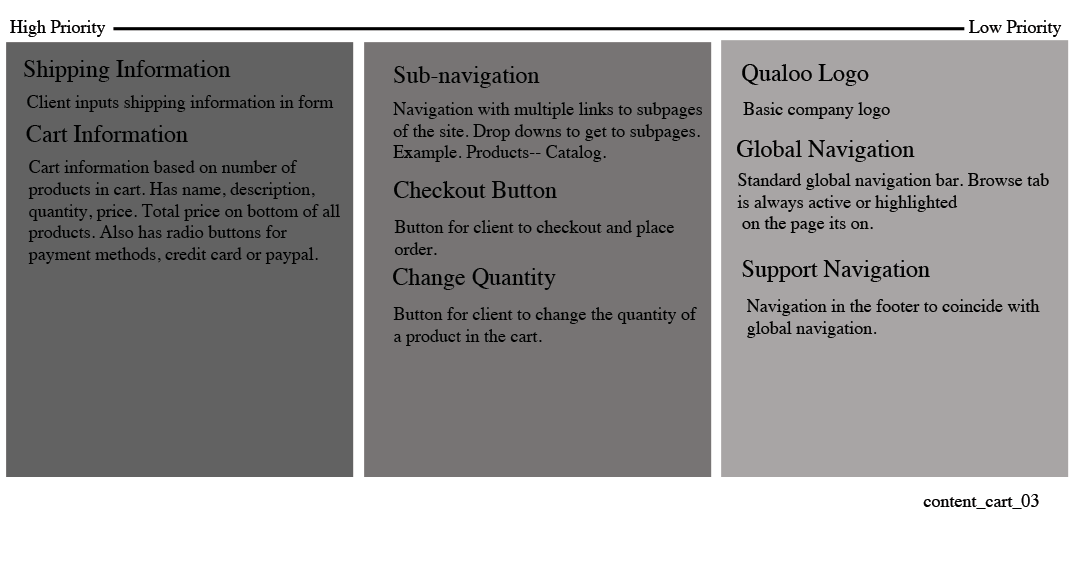 High Priority
Low Priority
Shipping Information
Client inputs shipping information in form
Cart Information
Cart information based on number of
products in cart. Has name, description,
quantity, price. Total price on bottom of all
products. Also has radio buttons for
payment methods, credit card or paypal.
Sub-navigation
Navigation with multiple links to subpages
of the site. Drop downs to get to subpages.
Example. Products-- Catalog.
Checkout Button
Button for client to checkout and place
order.
Change Quantity
Button for client to change the quantity of
a product in the cart.
Qualoo Logo
Basic company logo
Global Navigation
Standard global navigation bar. Browse tab
is always active or highlighted
on the page its on.
Support Navigation
Navigation in the footer to coincide with
global navigation.
content_cart_03